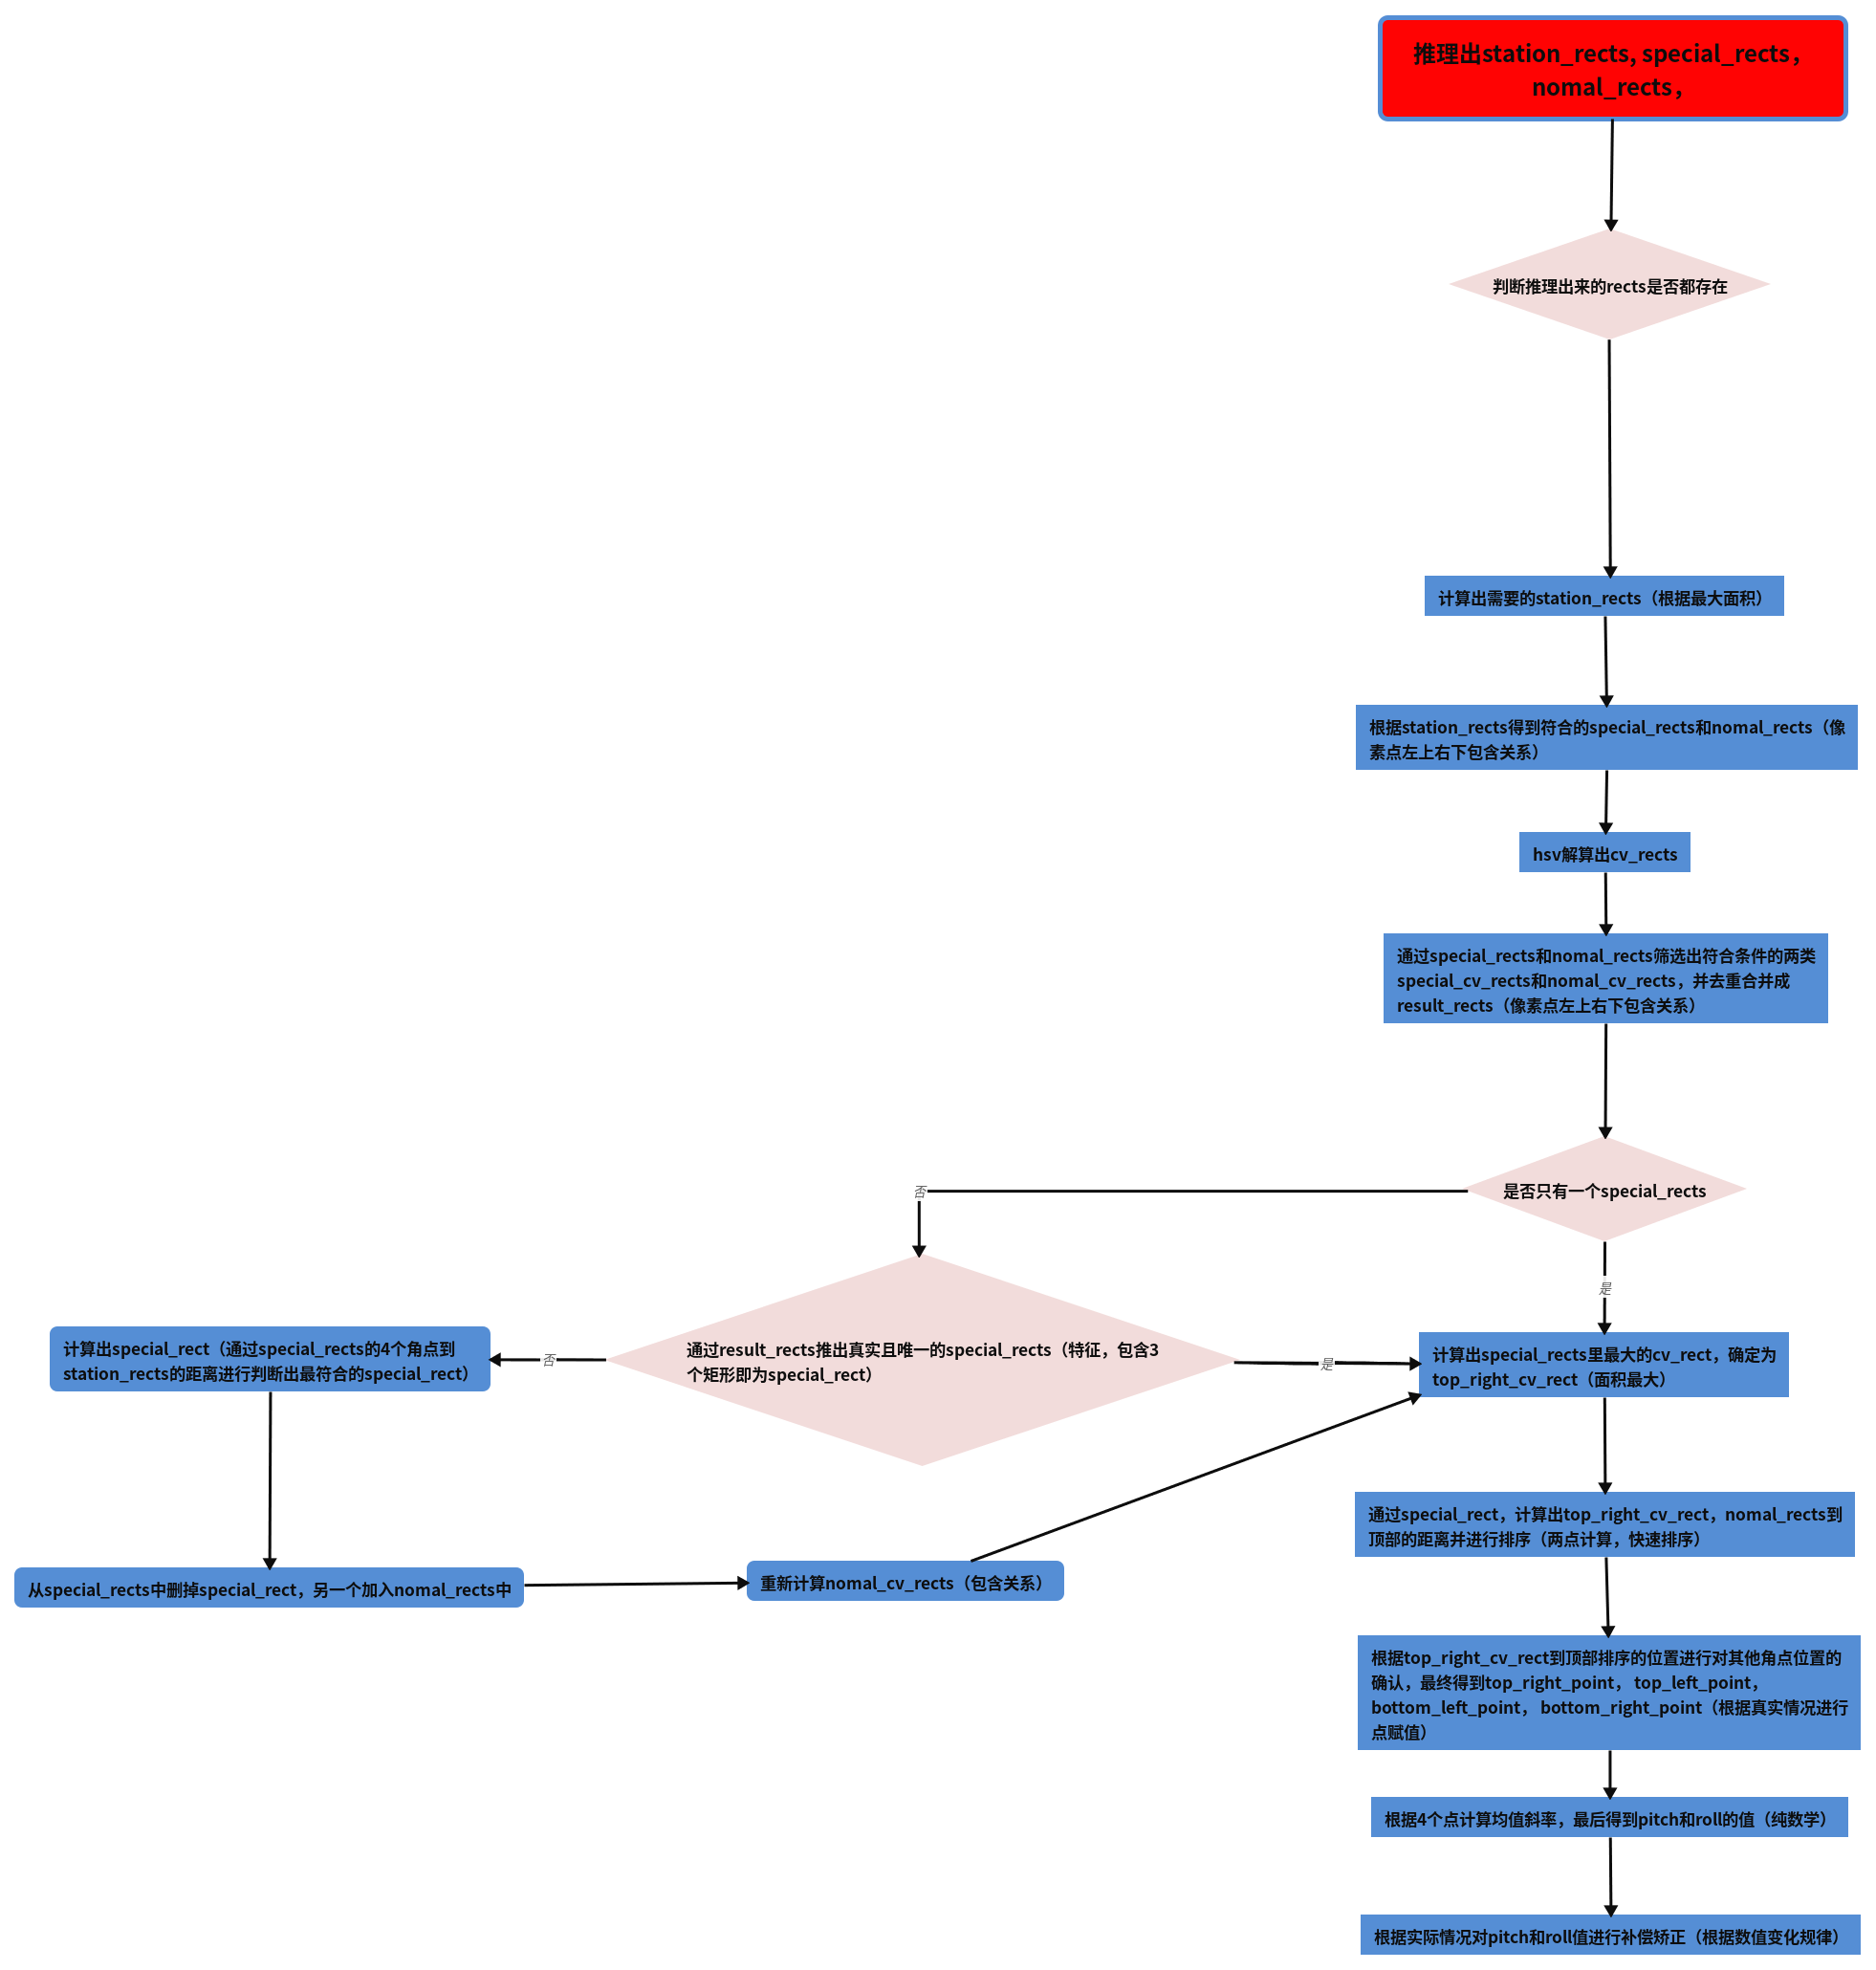 推理出station_rects, special_rects，
nomal_rects，
判断推理出来的rects是否都存在
计算出需要的station_rects（根据最大面积）
根据station_rects得到符合的special_rects和nomal_rects（像
素点左上右下包含关系）
hsv解算出cv_rects
通过special_rects和nomal_rects筛选出符合条件的两类
special_cv_rects和nomal_cv_rects，并去重合并成
result_rects（像素点左上右下包含关系）
是否只有一个special_rects
否
是
通过result_rects推出真实且唯一的special_rects（特征，包含3
个矩形即为special_rect）
否
是
计算出special_rect（通过special_rects的4个角点到
station_rects的距离进行判断出最符合的special_rect）
计算出special_rects里最大的cv_rect，确定为
top_right_cv_rect（面积最大）
从special_rects中删掉special_rect，另一个加入nomal_rects中
重新计算nomal_cv_rects（包含关系）
通过special_rect，计算出top_right_cv_rect，nomal_rects到
顶部的距离并进行排序（两点计算，快速排序）
根据top_right_cv_rect到顶部排序的位置进行对其他角点位置的
确认，最终得到top_right_point， top_left_point，
bottom_left_point， bottom_right_point（根据真实情况进行
点赋值）
根据4个点计算均值斜率，最后得到pitch和roll的值（纯数学）
根据实际情况对pitch和roll值进行补偿矫正（根据数值变化规律）